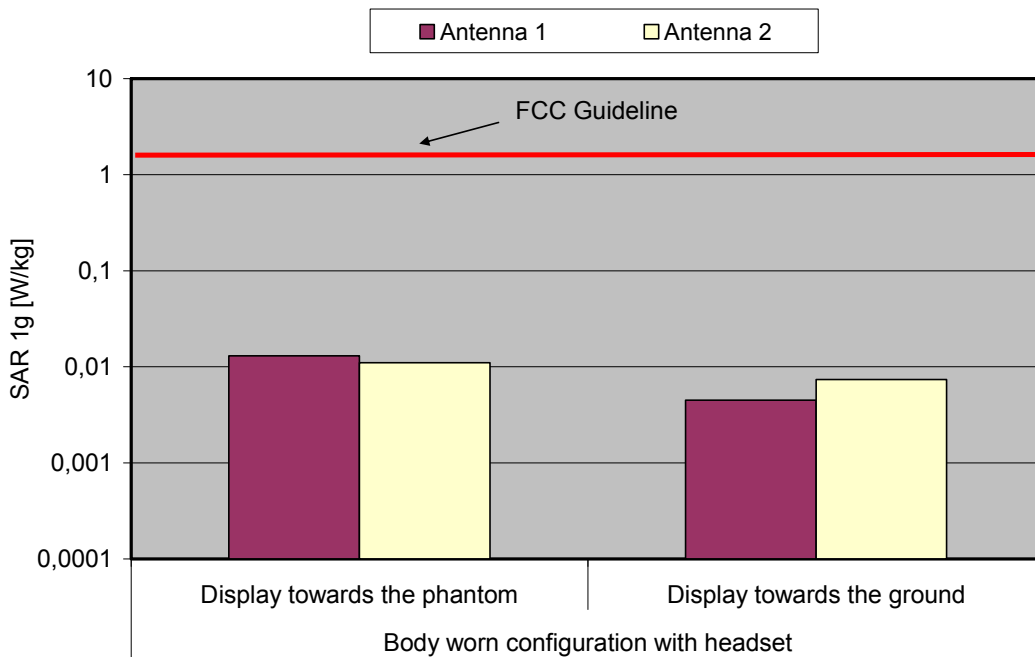 Antenna 1 Antenna 2
10
FCC Guideline
1
0,1
0,01
0,001
0,0001
SAR 1g [W/kg]
Display towards the phantom Display towards the ground
Body worn configuration with headset